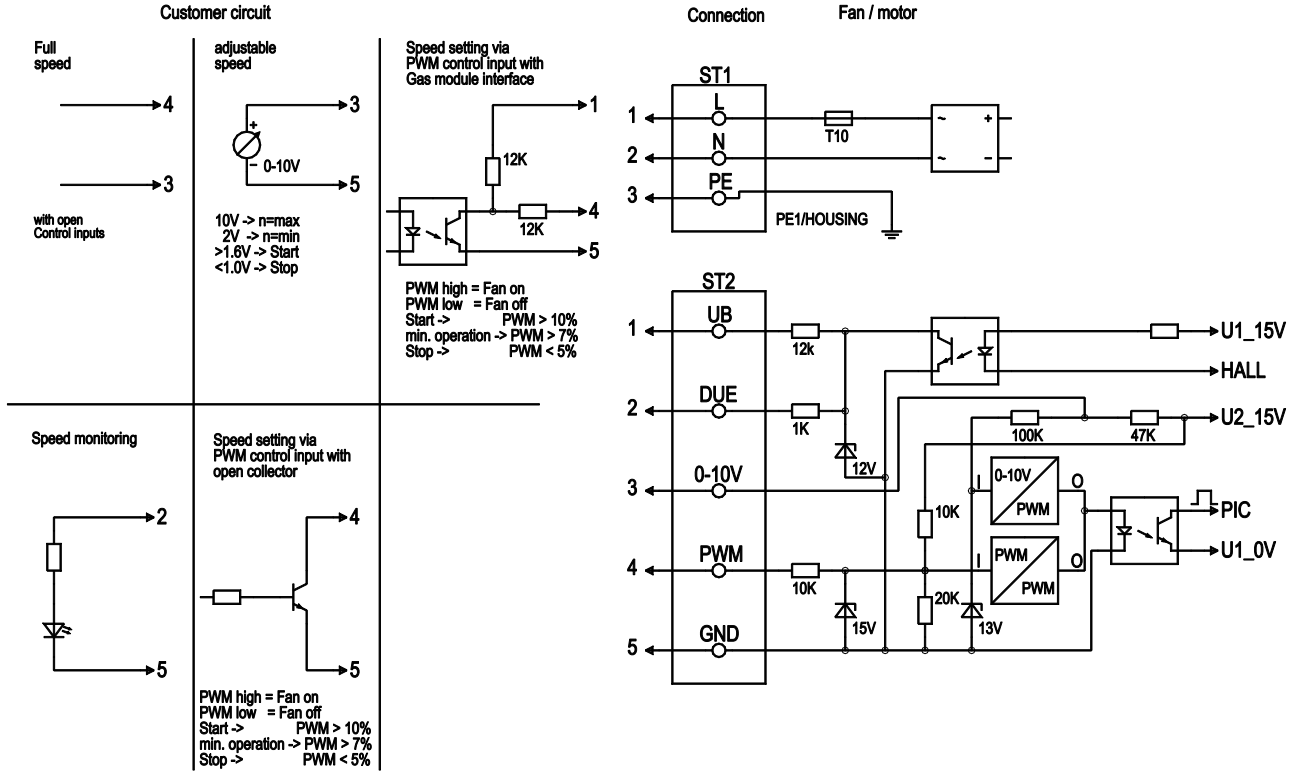 Customer circuit
Connection
Fan / motor
Full
speed
4
3
with open
Control inputs
adjustable
speed
3
+
− 0-10V
5
10V -> n=max
2V -> n=min
>1.6V -> Start
<1.0V -> Stop
Speed setting via
PWM control input with
Gas module interface
1
12K
4
12K
5
PWM high = Fan on
PWM low = Fan off
Start -> PWM > 10%
min. operation -> PWM > 7%
Stop -> PWM < 5%
Speed monitoring
2
5
Speed setting via
PWM control input with
open collector
4
5
PWM high = Fan on
PWM low = Fan off
Start -> PWM > 10%
min. operation -> PWM > 7%
Stop -> PWM < 5%
ST1
1
L
T10
~ +
2
N
~ −
3
PE
PE1/HOUSING
ST2
1
UB
12k
U1_15V
HALL
2
DUE
1K
100K
47K
U2_15V
12V
3
0-10V
I
0-10V
PWM
O
10K
PIC
U1_0V
4
PWM
10K
I
PWM
PWM
O
15V
20K
13V
5
GND